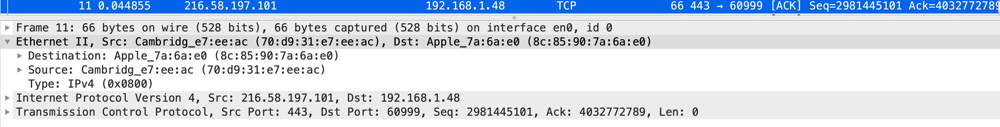 11 0.044855 216.58.197.101 192.168.1.48 TCP 66 443 → 60999 [ACK] Seq=2981445101 Ack=4032772789
Frame 11: 66 bytes on wire (528 bits), 66 bytes captured (528 bits) on interface en0, id 0
Ethernet II, Src: Cambridg_e7:ee:ac (70:d9:31:e7:ee:ac), Dst: Apple_7a:6a:e0 (8c:85:90:7a:6a:e0)
Destination: Apple_7a:6a:e0 (8c:85:90:7a:6a:e0)
Source: Cambridg_e7:ee:ac (70:d9:31:e7:ee:ac)
Type: IPv4 (0x0800)
Internet Protocol Version 4, Src: 216.58.197.101, Dst: 192.168.1.48
Transmission Control Protocol, Src Port: 443, Dst Port: 60999, Seq: 2981445101, Ack: 4032772789, Len: 0